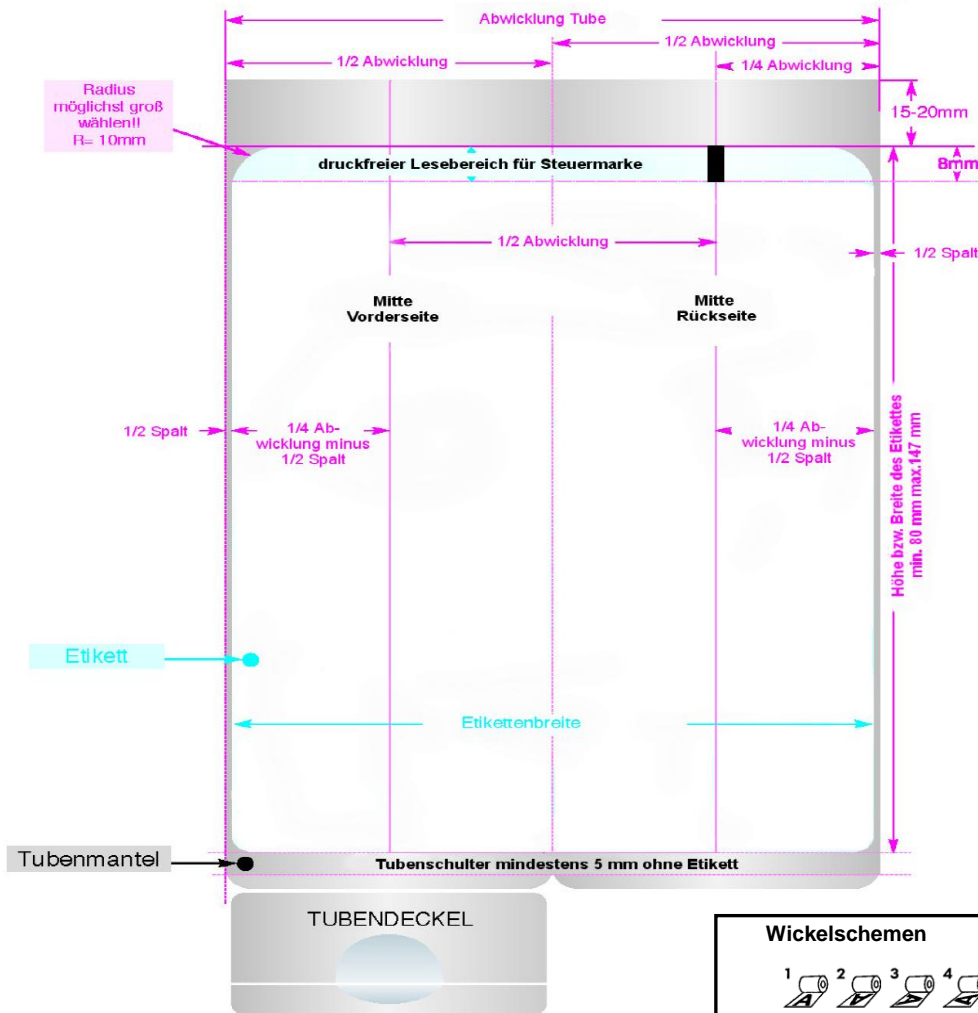 Abwicklung Tube
1/2 Abwicklung
1/2 Abwicklung
1/4 Abwicklung
Radius
möglichst groß
wählen!!
R= 10mm
15-20mm
druckfreier Lesebereich für Steuermarke
8mm
1/2 Abwicklung
1/2 Spalt
Mitte
Vorderseite
Mitte
Rückseite
1/2 Spalt
1/4 Ab-
wicklung minus
1/2 Spalt
1/4 Ab-
wicklung minus
1/2 Spalt
Höhe bzw. Breite des Etikettes
min. 80 mm max.147 mm
Etikett
Etikettenbreite
Tubenmantel
Tubenschulter mindestens 5 mm ohne Etikett
TUBENDECKEL
Wickelschemen
1 2 3 4
A A A A